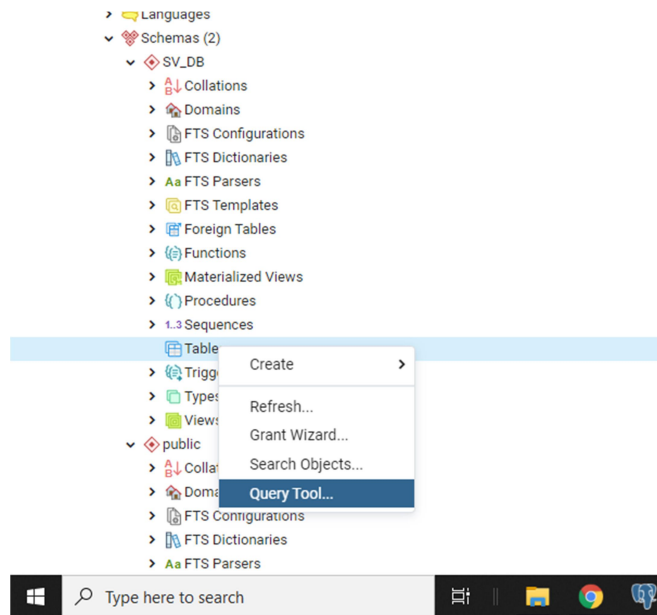 Languages
Schemas (2)
SV_DB
Collations
Domains
FTS Configurations
FTS Dictionaries
Aa FTS Parsers
FTS Templates
Foreign Tables
Functions
Materialized Views
Procedures
1..3 Sequences
Table
Create
Trigg
Types
Refresh...
View
Grant Wizard...
public
Search Objects...
Colla
Doma
Query Tool...
FTS Configurations
FTS Dictionaries
Aa FTS Parsers
Type here to search